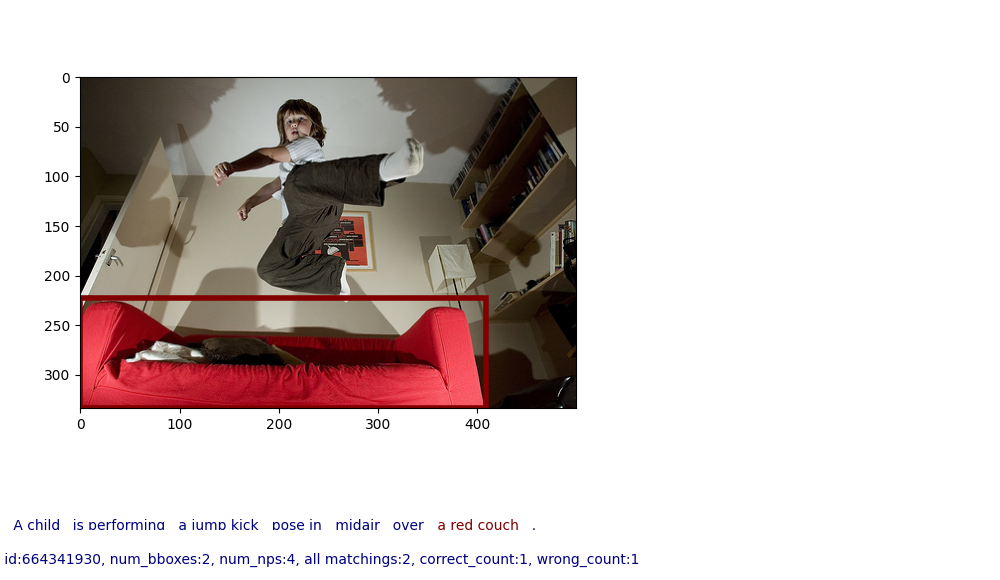 0
50
100
150
200
250
300
0 100 200 300 400
A child is performing a jump kick pose in midair over a red couch .
id:664341930, num_bboxes:2, num_nps:4, all matchings:2, correct_count:1, wrong_count:1